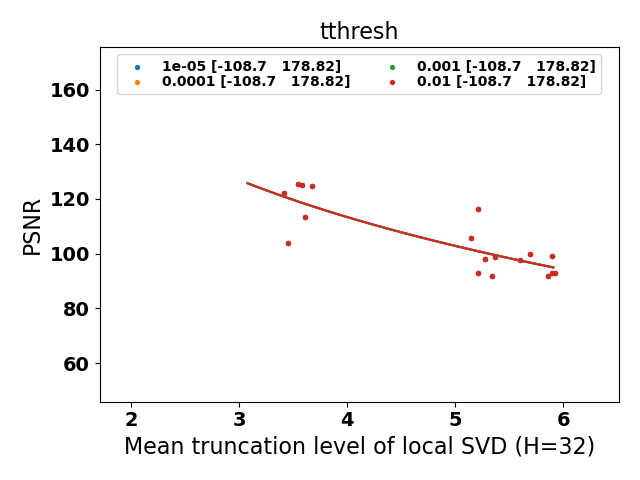 tthresh
1e-05 [-108.7 178.82]
0.0001 [-108.7 178.82]
0.001 [-108.7 178.82]
0.01 [-108.7 178.82]
PSNR
160
140
120
100
80
60
2 3 4 5 6
Mean truncation level of local SVD (H=32)